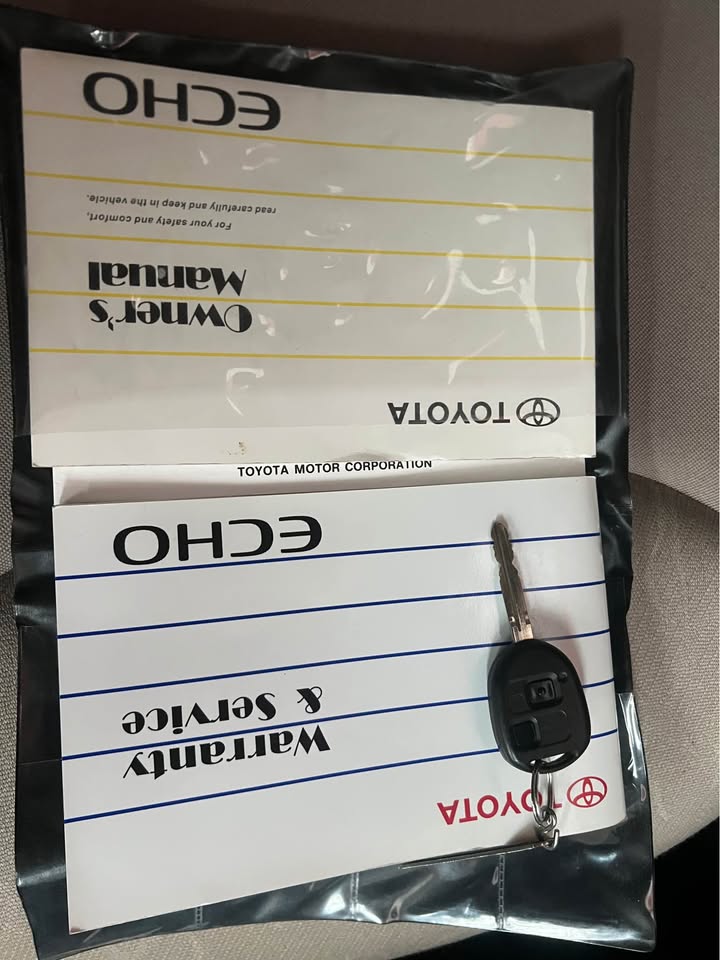 TOYOTA
Owner's
Manual
For your safety and comfort,
read carefully and keep in the vehicle.
ECHO
TOYOTA MOTOR CORPORATION
TOYOTA
Warranty
& Service
ECHO